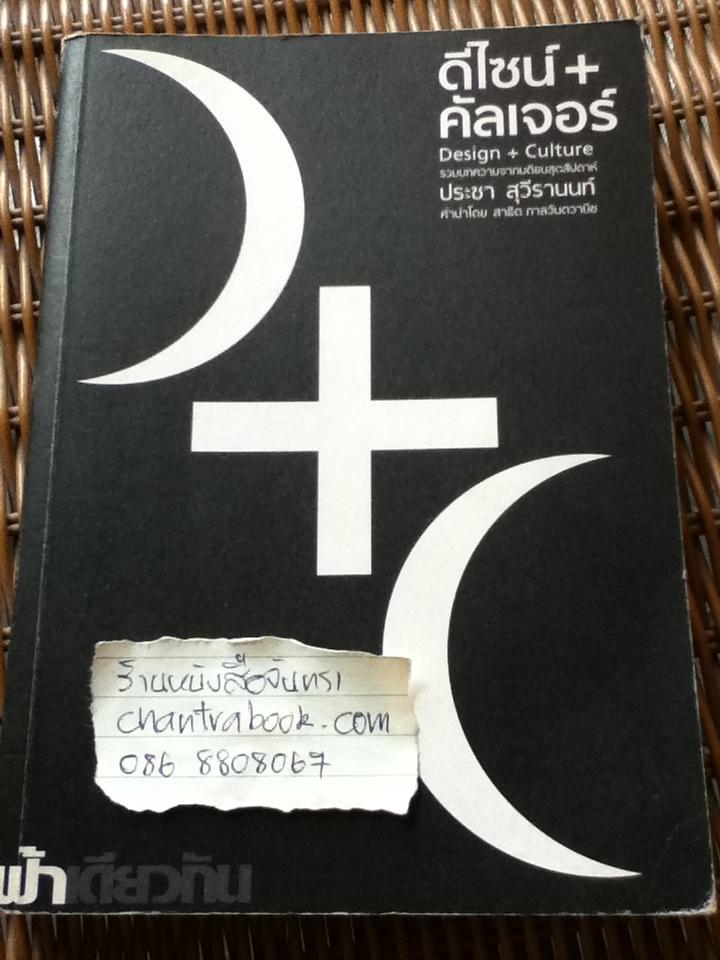 ดีไซน์ +
คัลเจอร์
Design + Culture
รวมบทความจากมติชนสุดสัปดาห์
ประชา สุวีรานนท์
คำนำโดย สาธิต กาลวันตวานิช
ร้านหนังสือจันทรา
chantrabook.com
086 8808067
ฟ้าเดียวกัน